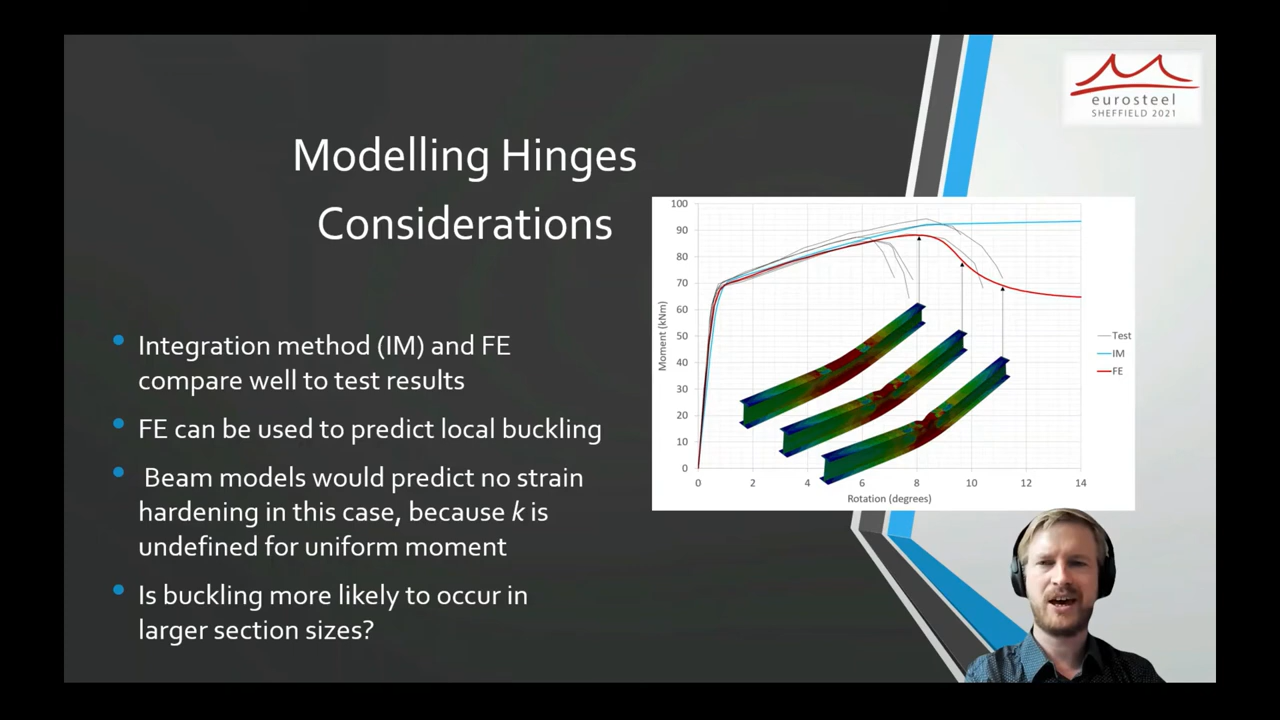 eurosteel
SHEFFIELD 2021
Modelling Hinges
Considerations
Integration method (IM) and FE
compare well to test results
FE can be used to predict local buckling
Beam models would predict no strain
hardening in this case, because k is
undefined for uniform moment
Is buckling more likely to occur in
larger section sizes?
100
90
80
70
60
50
40
30
20
10
0
Moment (kNm)
0 2 4 6 8 10 12 14
Rotation (degrees)
Test
IM
FE